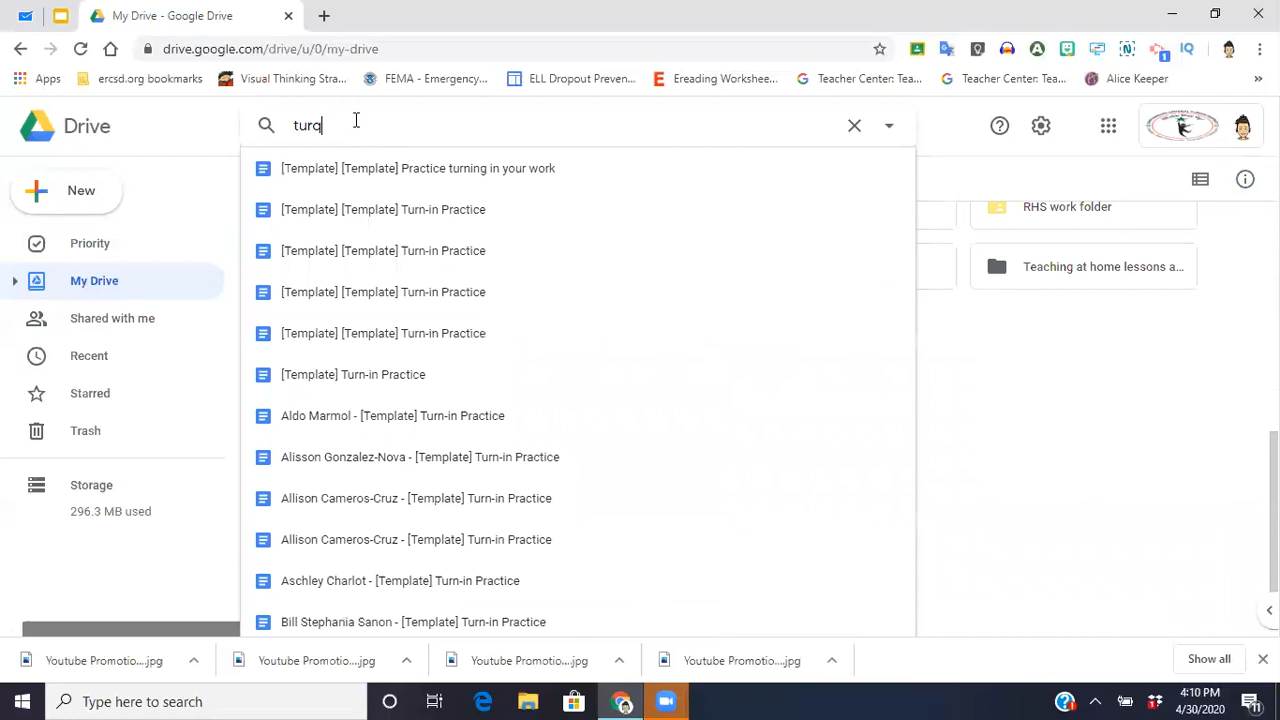 My Drive - Google Drive
drive.google.com/drive/u/0/my-drive
Apps
ercsd.org bookmarks
Visual Thinking Stra...
FEMA - Emergency...
ELL Dropout Preven...
Ereading Workshee...
Teacher Center: Tea...
Teacher Center: Tea...
Alice Keeper
Drive
turq
New
[Template] [Template] Practice turning in your work
[Template] [Template] Turn-in Practice
RHS work folder
Priority
[Template] [Template] Turn-in Practice
My Drive
Teaching at home lessons a...
[Template] [Template] Turn-in Practice
Shared with me
[Template] [Template] Turn-in Practice
Recent
[Template] Turn-in Practice
Starred
Aldo Marmol - [Template] Turn-in Practice
Trash
Alisson Gonzalez-Nova - [Template] Turn-in Practice
Storage
Allison Cameros-Cruz - [Template] Turn-in Practice
296.3 MB used
Allison Cameros-Cruz - [Template] Turn-in Practice
Aschley Charlot - [Template] Turn-in Practice
Bill Stephania Sanon - [Template] Turn-in Practice
Youtube Promotio....jpg
Youtube Promotio....jpg
Youtube Promotio....jpg
Youtube Promotio....jpg
Show all
Type here to search
4:10 PM
4/30/2020